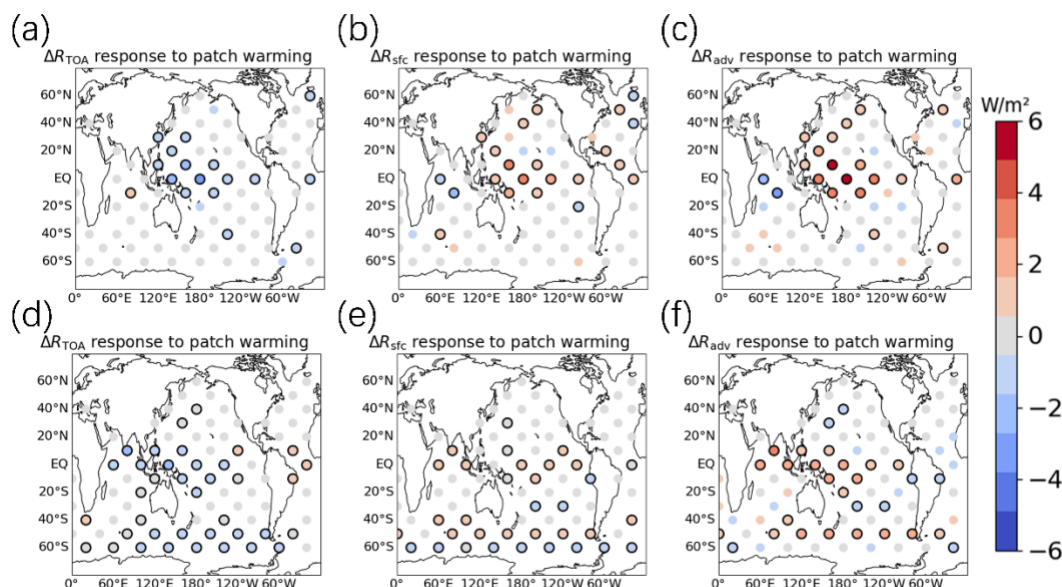 (a) (b) (c)
ΔR_TOA response to patch warming ΔR_sfc response to patch warming ΔR_adv response to patch warming
W/m²
60°N 60°N 60°N
40°N 40°N 40°N
20°N 20°N 20°N
EQ EQ EQ
20°S 20°S 20°S
40°S 40°S 40°S
60°S 60°S 60°S
0° 60°E 120°E 180° 120°W 60°W 0° 60°E 120°E 180° 120°W 60°W 0° 60°E 120°E 180° 120°W 60°W
(d) (e) (f)
ΔR_TOA response to patch warming ΔR_sfc response to patch warming ΔR_adv response to patch warming
60°N 60°N 60°N
40°N 40°N 40°N
20°N 20°N 20°N
EQ EQ EQ
20°S 20°S 20°S
40°S 40°S 40°S
60°S 60°S 60°S
0° 60°E 120°E 180° 120°W 60°W 0° 60°E 120°E 180° 120°W 60°W 0° 60°E 120°E 180° 120°W 60°W
6
4
2
0
−2
−4
−6